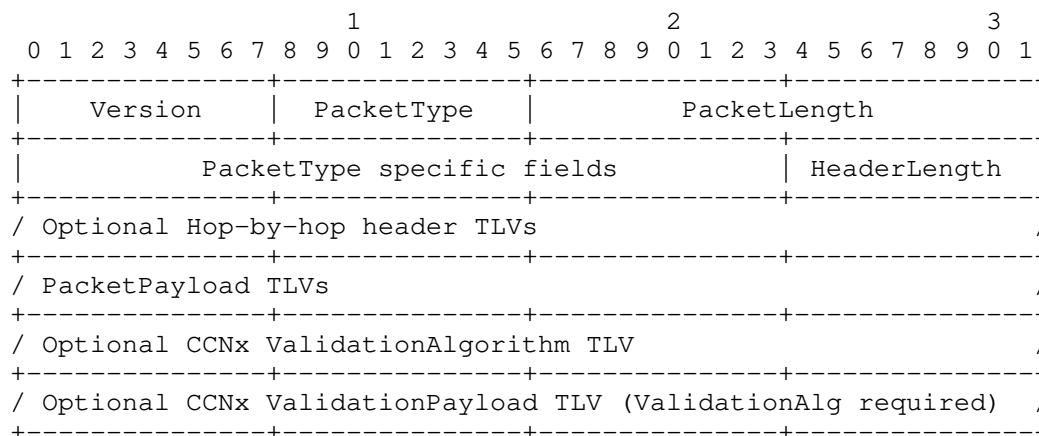 1                   2                   3
 0 1 2 3 4 5 6 7 8 9 0 1 2 3 4 5 6 7 8 9 0 1 2 3 4 5 6 7 8 9 0 1
+---------------+---------------+---------------+---------------
|    Version    |  PacketType   |         PacketLength
+---------------+---------------+---------------+---------------
|           PacketType specific fields          | HeaderLength
+---------------+---------------+---------------+---------------
/ Optional Hop-by-hop header TLVs                              /
+---------------+---------------+---------------+---------------
/ PacketPayload TLVs                                           /
+---------------+---------------+---------------+---------------
/ Optional CCNx ValidationAlgorithm TLV                        /
+---------------+---------------+---------------+---------------
/ Optional CCNx ValidationPayload TLV (ValidationAlg required) /
+---------------+---------------+---------------+---------------